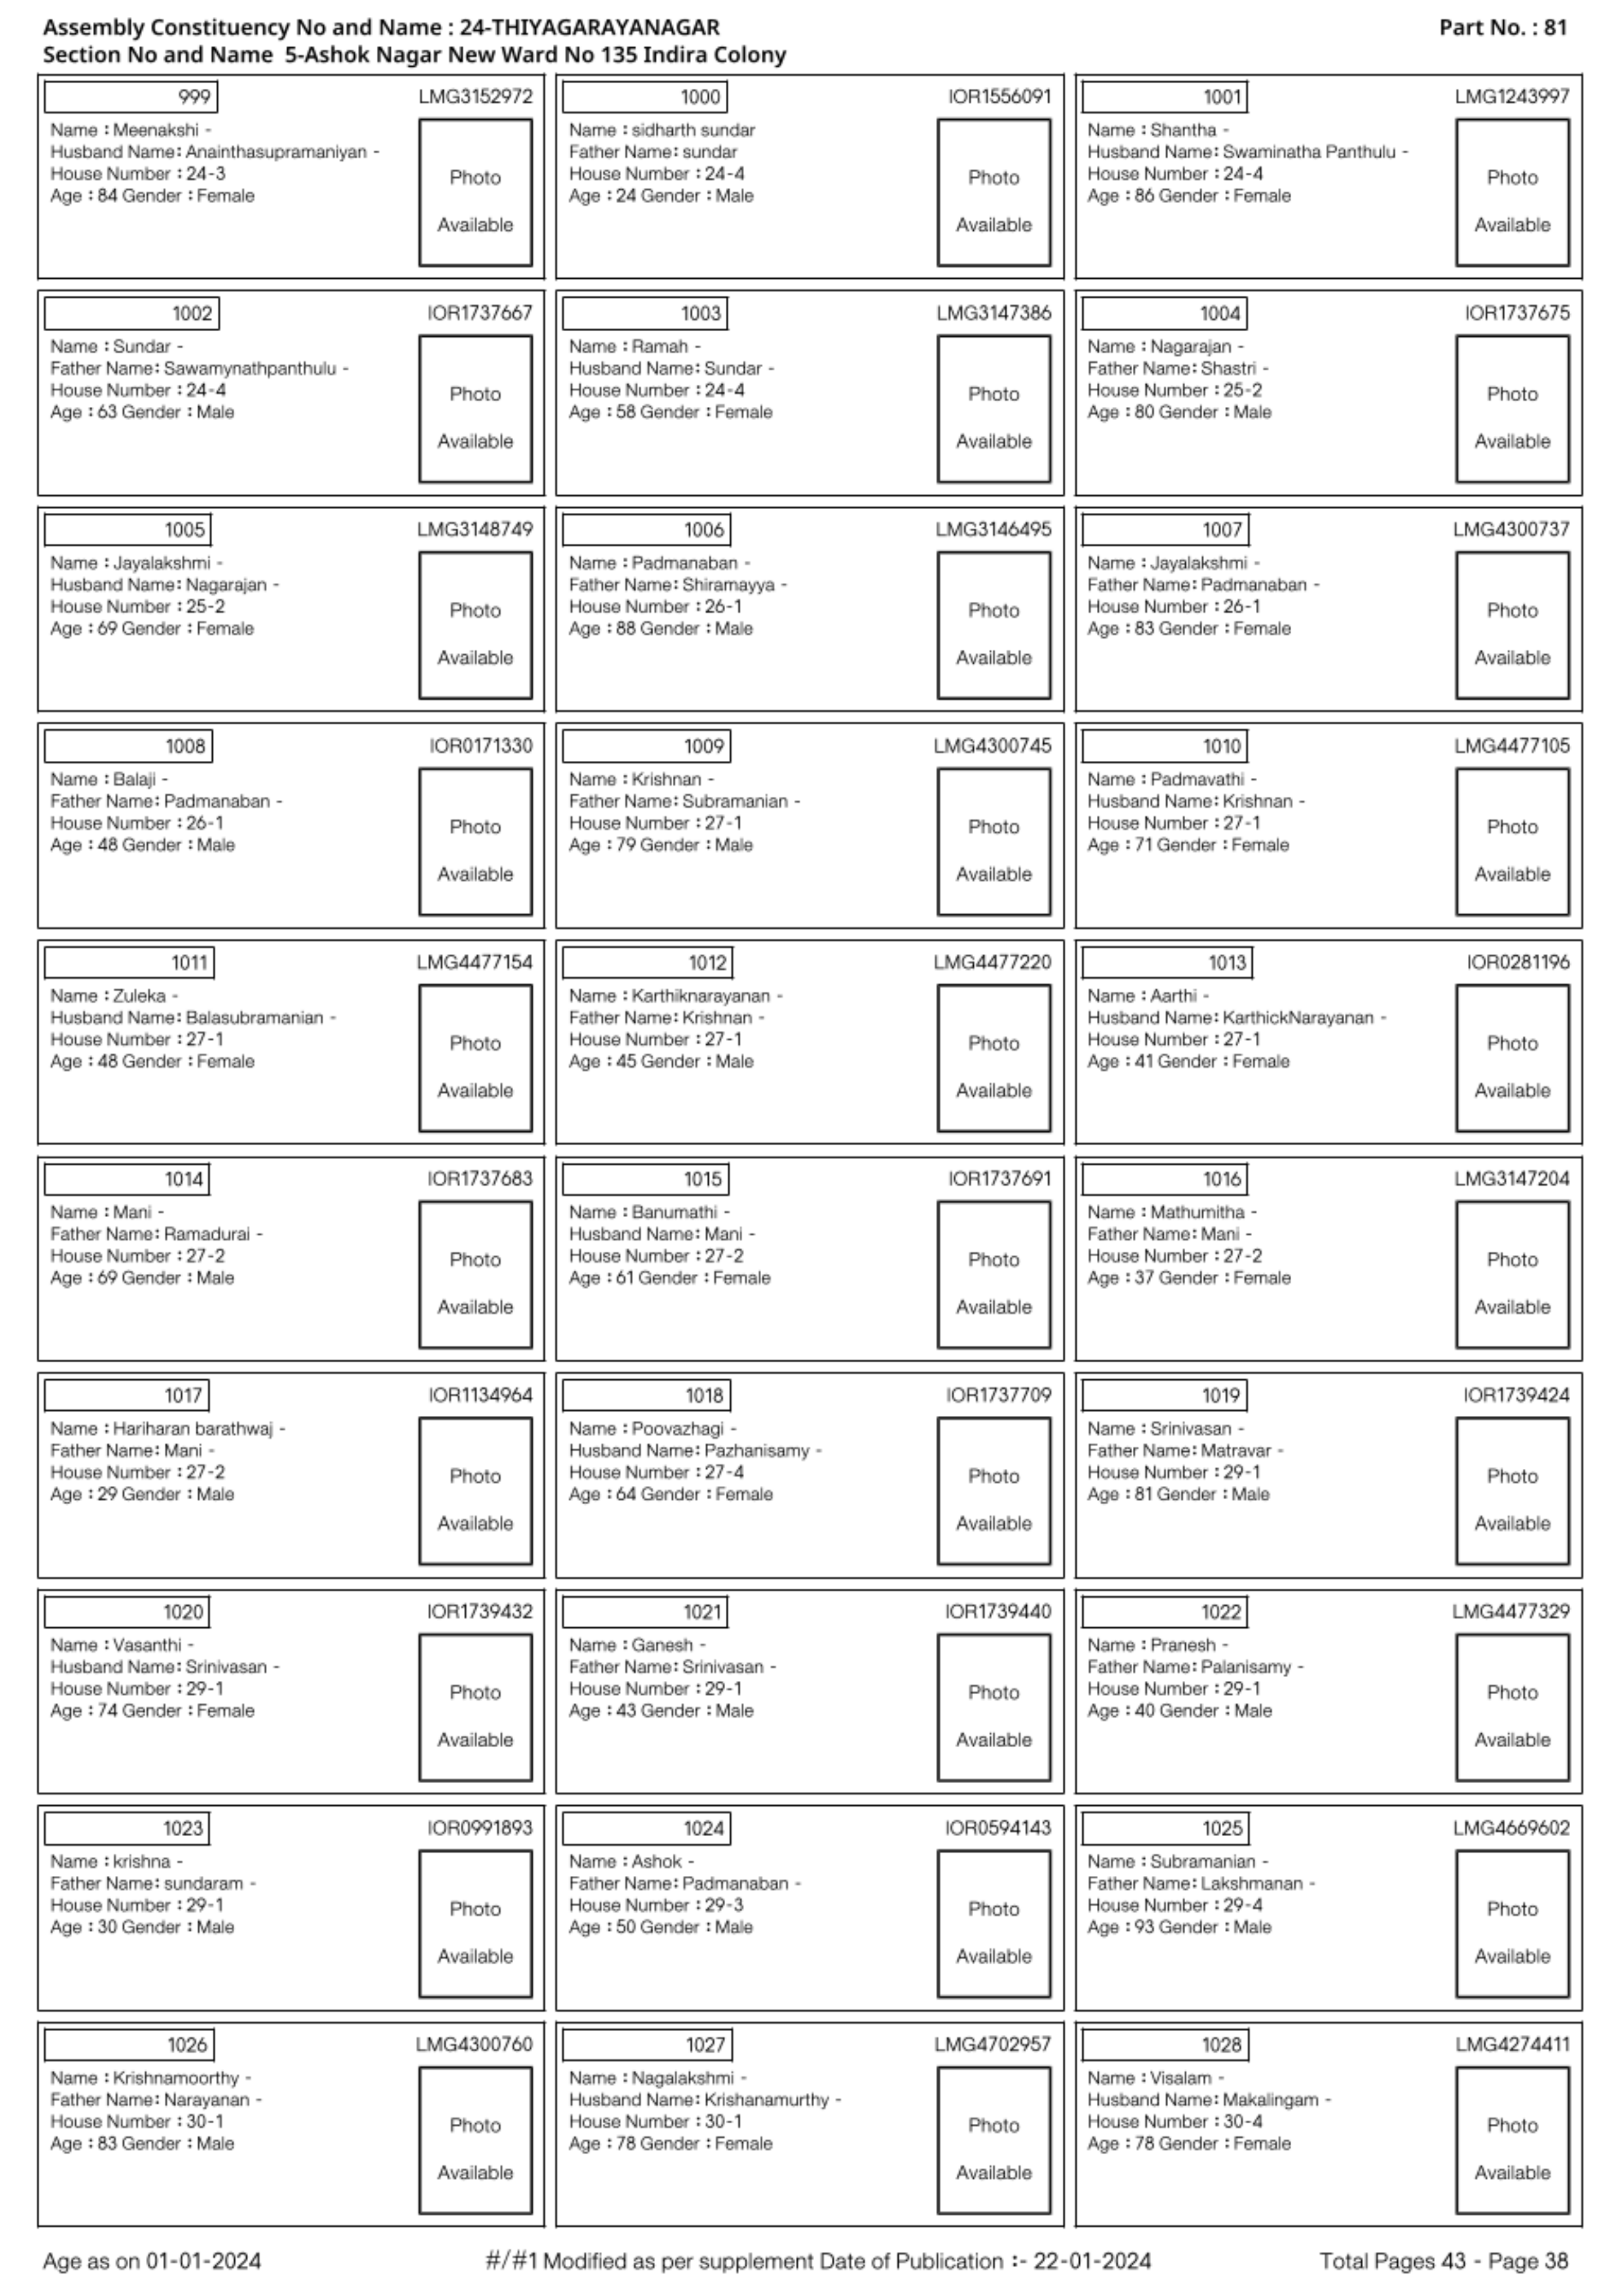 Assembly Constituency No and Name : 24-THIYAGARAYANAGAR Part No. : 81
Section No and Name 5-Ashok Nagar New Ward No 135 Indira Colony
999 LMG3152972
Name : Meenakshi -
Husband Name: Anainthasupramaniyan -
House Number : 24-3
Age : 84 Gender : Female
Photo
Available
1000 IOR1556091
Name : sidharth sundar
Father Name: sundar
House Number : 24-4
Age : 24 Gender : Male
Photo
Available
1001 LMG1243997
Name : Shantha -
Husband Name: Swaminatha Panthulu -
House Number : 24-4
Age : 86 Gender : Female
Photo
Available
1002 IOR1737667
Name : Sundar -
Father Name: Sawamynathpanthulu -
House Number : 24-4
Age : 63 Gender : Male
Photo
Available
1003 LMG3147386
Name : Ramah -
Husband Name: Sundar -
House Number : 24-4
Age : 58 Gender : Female
Photo
Available
1004 IOR1737675
Name : Nagarajan -
Father Name: Shastri -
House Number : 25-2
Age : 80 Gender : Male
Photo
Available
1005 LMG3148749
Name : Jayalakshmi -
Husband Name: Nagarajan -
House Number : 25-2
Age : 69 Gender : Female
Photo
Available
1006 LMG3146495
Name : Padmanaban -
Father Name: Shiramayya -
House Number : 26-1
Age : 88 Gender : Male
Photo
Available
1007 LMG4300737
Name : Jayalakshmi -
Father Name: Padmanaban -
House Number : 26-1
Age : 83 Gender : Female
Photo
Available
1008 IOR0171330
Name : Balaji -
Father Name: Padmanaban -
House Number : 26-1
Age : 48 Gender : Male
Photo
Available
1009 LMG4300745
Name : Krishnan -
Father Name: Subramanian -
House Number : 27-1
Age : 79 Gender : Male
Photo
Available
1010 LMG4477105
Name : Padmavathi -
Husband Name: Krishnan -
House Number : 27-1
Age : 71 Gender : Female
Photo
Available
1011 LMG4477154
Name : Zuleka -
Husband Name: Balasubramanian -
House Number : 27-1
Age : 48 Gender : Female
Photo
Available
1012 LMG4477220
Name : Karthiknarayanan -
Father Name: Krishnan -
House Number : 27-1
Age : 45 Gender : Male
Photo
Available
1013 IOR0281196
Name : Aarthi -
Husband Name: KarthickNarayanan -
House Number : 27-1
Age : 41 Gender : Female
Photo
Available
1014 IOR1737683
Name : Mani -
Father Name: Ramadurai -
House Number : 27-2
Age : 69 Gender : Male
Photo
Available
1015 IOR1737691
Name : Banumathi -
Husband Name: Mani -
House Number : 27-2
Age : 61 Gender : Female
Photo
Available
1016 LMG3147204
Name : Mathumitha -
Father Name: Mani -
House Number : 27-2
Age : 37 Gender : Female
Photo
Available
1017 IOR1134964
Name : Hariharan barathwaj -
Father Name: Mani -
House Number : 27-2
Age : 29 Gender : Male
Photo
Available
1018 IOR1737709
Name : Poovazhagi -
Husband Name: Pazhanisamy -
House Number : 27-4
Age : 64 Gender : Female
Photo
Available
1019 IOR1739424
Name : Srinivasan -
Father Name: Matravar -
House Number : 29-1
Age : 81 Gender : Male
Photo
Available
1020 IOR1739432
Name : Vasanthi -
Husband Name: Srinivasan -
House Number : 29-1
Age : 74 Gender : Female
Photo
Available
1021 IOR1739440
Name : Ganesh -
Father Name: Srinivasan -
House Number : 29-1
Age : 43 Gender : Male
Photo
Available
1022 LMG4477329
Name : Pranesh -
Father Name: Palanisamy -
House Number : 29-1
Age : 40 Gender : Male
Photo
Available
1023 IOR0991893
Name : krishna -
Father Name: sundaram -
House Number : 29-1
Age : 30 Gender : Male
Photo
Available
1024 IOR0594143
Name : Ashok -
Father Name: Padmanaban -
House Number : 29-3
Age : 50 Gender : Male
Photo
Available
1025 LMG4669602
Name : Subramanian -
Father Name: Lakshmanan -
House Number : 29-4
Age : 93 Gender : Male
Photo
Available
1026 LMG4300760
Name : Krishnamoorthy -
Father Name: Narayanan -
House Number : 30-1
Age : 83 Gender : Male
Photo
Available
1027 LMG4702957
Name : Nagalakshmi -
Husband Name: Krishanamurthy -
House Number : 30-1
Age : 78 Gender : Female
Photo
Available
1028 LMG4274411
Name : Visalam -
Husband Name: Makalingam -
House Number : 30-4
Age : 78 Gender : Female
Photo
Available
Age as on 01-01-2024 #/#1 Modified as per supplement Date of Publication :- 22-01-2024 Total Pages 43 - Page 38